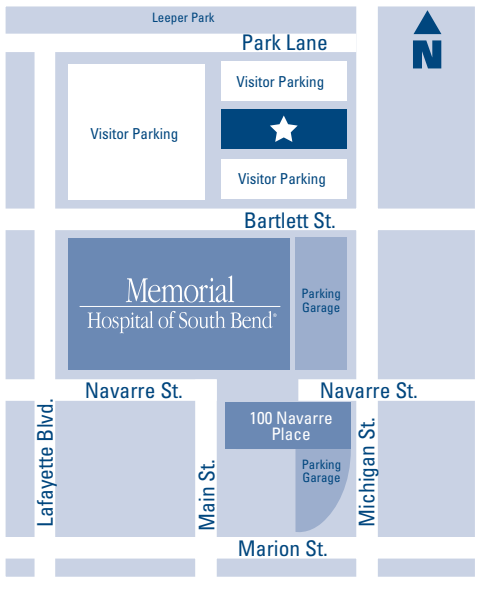 Leeper Park
Park Lane
N
Visitor Parking
Visitor Parking
Visitor Parking
Bartlett St.
Memorial
Hospital of South Bend®
Parking
Garage
Navarre St.
Navarre St.
Lafayette Blvd.
Main St.
100 Navarre
Place
Michigan St.
Parking
Garage
Marion St.